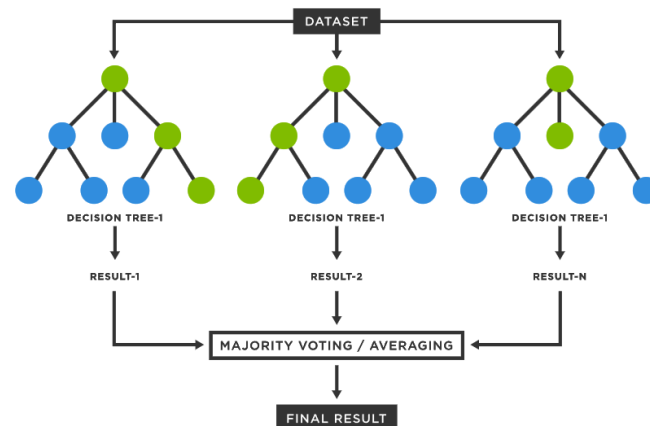 DATASET
DECISION TREE-1
DECISION TREE-1
DECISION TREE-1
RESULT-1
RESULT-2
RESULT-N
MAJORITY VOTING / AVERAGING
FINAL RESULT